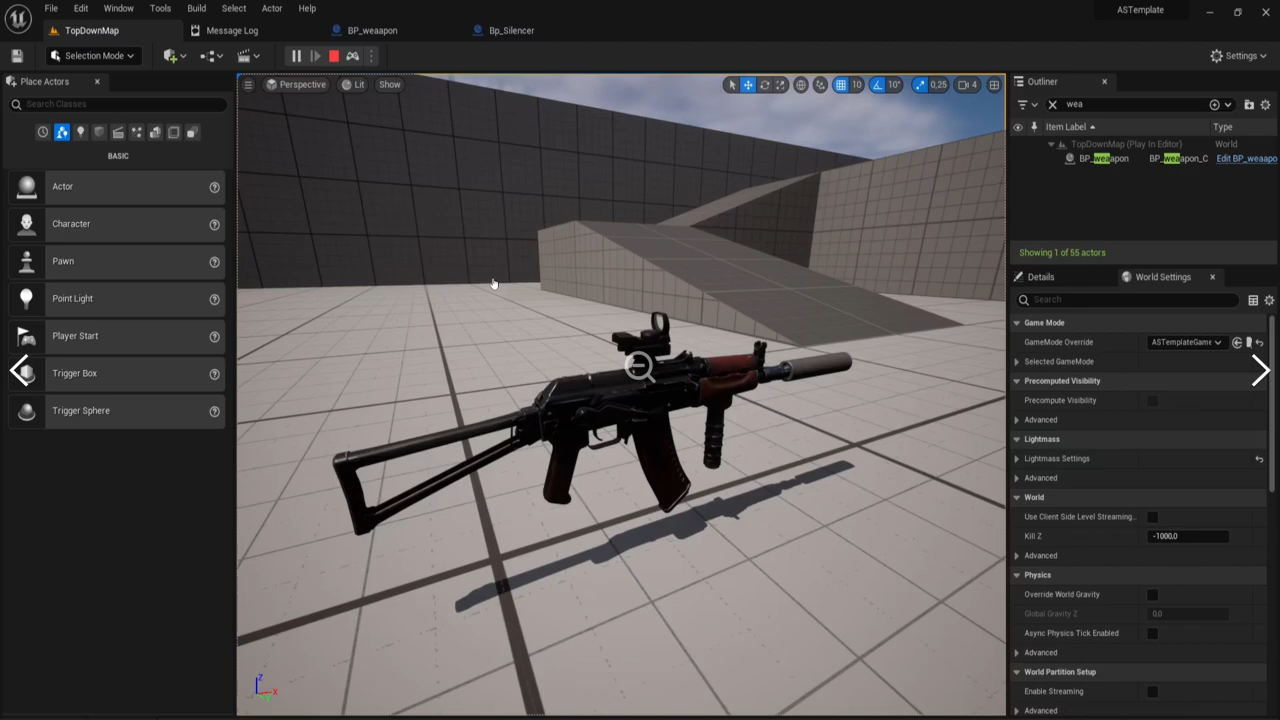 File Edit Window Tools Build Select Actor Help
ASTemplate
TopDownMap Message Log BP_weaapon Bp_Silencer
Selection Mode
Settings
Place Actors
Search Classes
BASIC
Actor
Character
Pawn
Point Light
Player Start
Trigger Box
Trigger Sphere
Perspective Lit Show
10 10° 0,25 4
Z
X
Outliner
wea
Item Label Type
TopDownMap (Play In Editor) World
BP_weaapon BP_weaapon_C Edit BP_weaapo
Showing 1 of 55 actors
Details World Settings
Search
Game Mode
GameMode Override ASTemplateGame
Selected GameMode
Precomputed Visibility
Precompute Visibility
Advanced
Lightmass
Lightmass Settings
Advanced
World
Use Client Side Level Streaming...
Kill Z -1000,0
Advanced
Physics
Override World Gravity
Global Gravity Z 0,0
Async Physics Tick Enabled
Advanced
World Partition Setup
Enable Streaming
Advanced